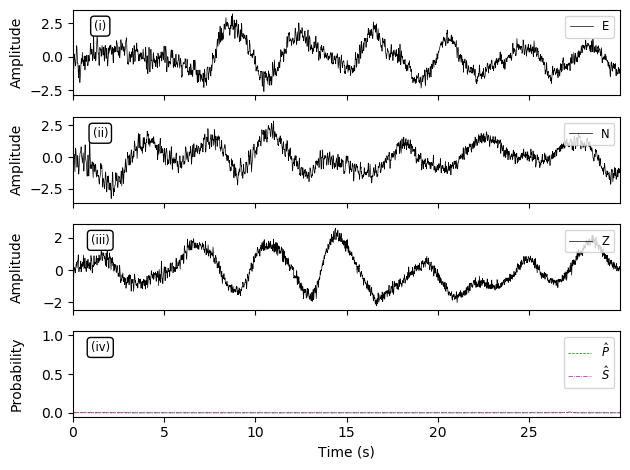 (i)
E
Amplitude
2.5
0.0
−2.5
(ii)
N
Amplitude
2.5
0.0
−2.5
(iii)
Z
Amplitude
2
0
−2
(iv)
P̂
Ŝ
Probability
1.0
0.5
0.0
0 5 10 15 20 25
Time (s)